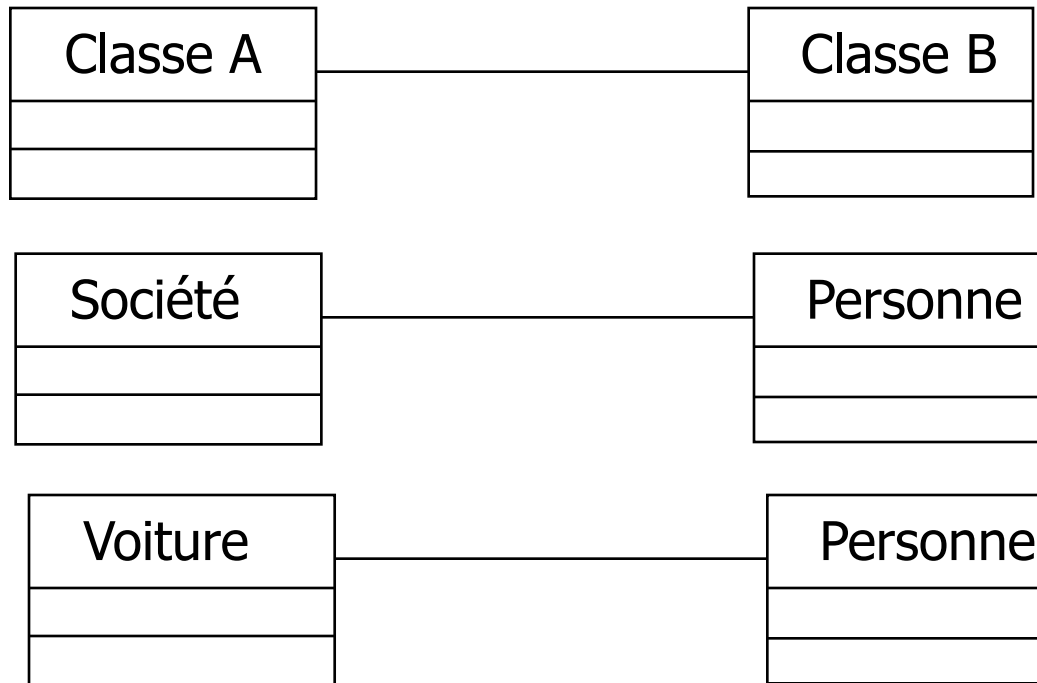 Classe A
Classe B
Société
Personne
Voiture
Personne